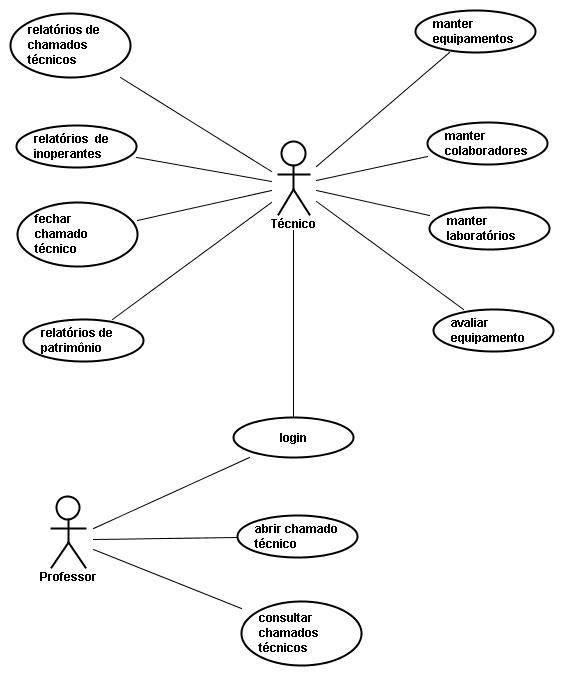 relatórios de
chamados
técnicos
manter
equipamentos
relatórios de
inoperantes
manter
colaboradores
fechar
chamado
técnico
Técnico
manter
laboratórios
relatórios de
patrimônio
avaliar
equipamento
login
Professor
abrir chamado
técnico
consultar
chamados
técnicos